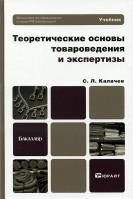 Учебник
Теоретические основы
товароведения
и экспертизы
С. Л. Калачев
Бакалавр
ЮРАЙТ